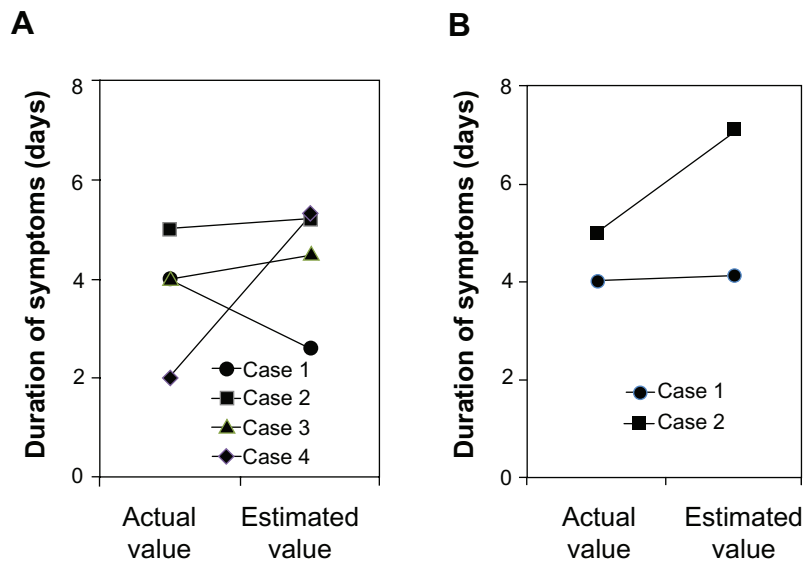 A
Duration of symptoms (days)
8
6
4
2
0
Case 1
Case 2
Case 3
Case 4
Actual value
Estimated value
B
Duration of symptoms (days)
8
6
4
2
0
Case 1
Case 2
Actual value
Estimated value